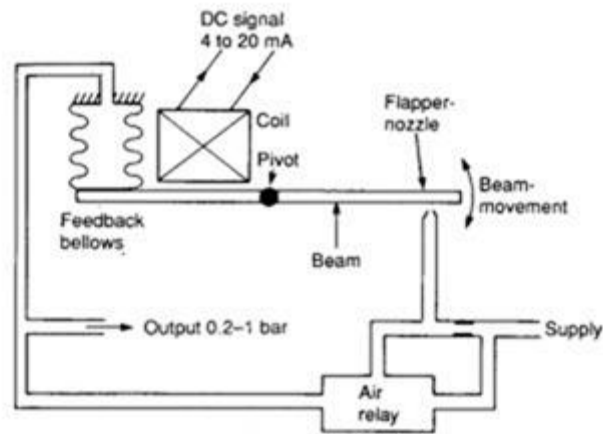 DC signal
4 to 20 mA
Coil
Flapper-
nozzle
Pivot
Beam-
movement
Feedback
bellows
Beam
Output 0.2–1 bar
Supply
Air
relay